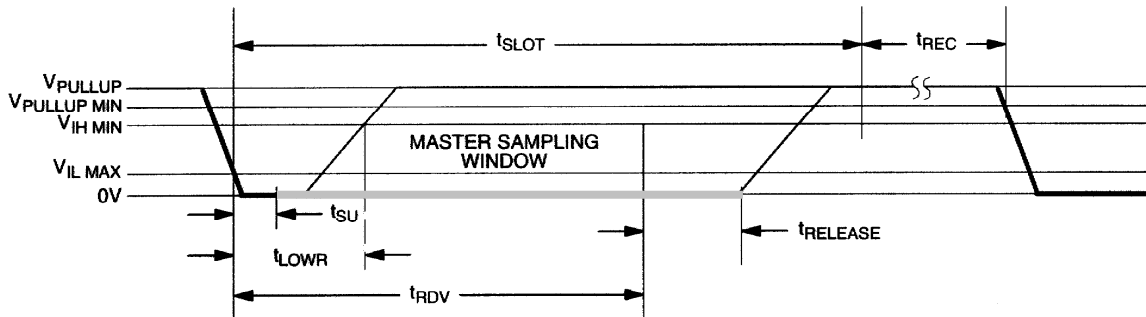 tSLOT
tREC
VPULLUP
VPULLUP MIN
VIH MIN
MASTER SAMPLING
WINDOW
VIL MAX
0V
tSU
tRELEASE
tLOWR
tRDV